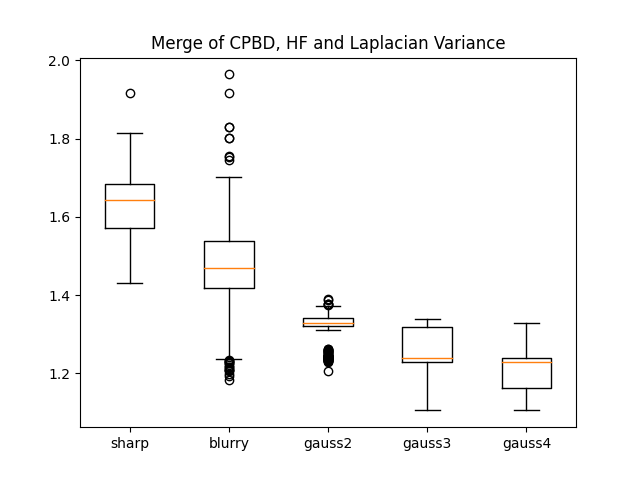 Merge of CPBD, HF and Laplacian Variance
2.0
1.8
1.6
1.4
1.2
sharp blurry gauss2 gauss3 gauss4